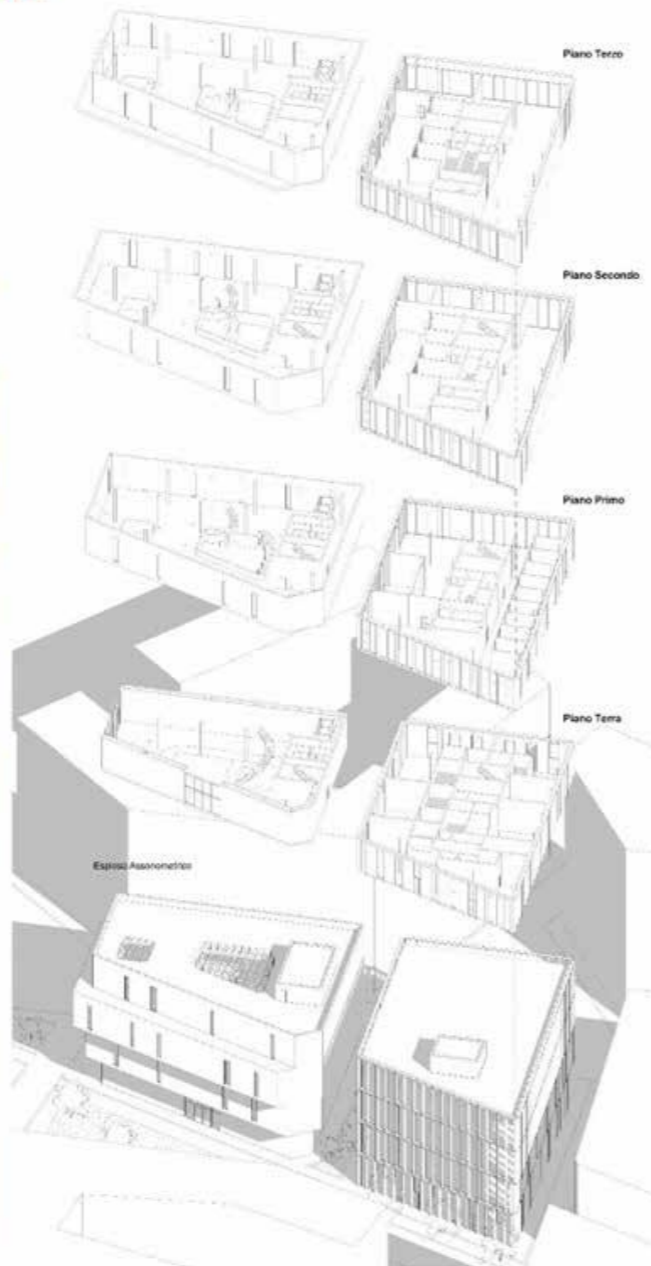 Piano Terzo
Piano Secondo
Piano Primo
Piano Terra
Esploso Assonometrico